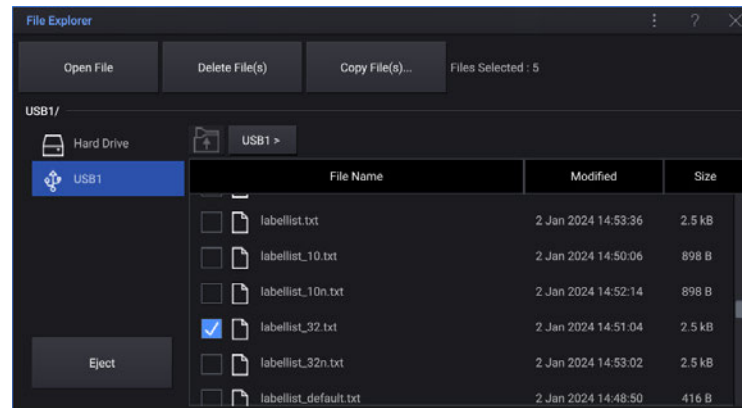 File Explorer
?
Open File
Delete File(s)
Copy File(s)...
Files Selected : 5
USB1/
Hard Drive
USB1
USB1 >
File Name Modified Size
labellist.txt 2 Jan 2024 14:53:36 2.5 kB
labellist_10.txt 2 Jan 2024 14:50:06 898 B
labellist_10n.txt 2 Jan 2024 14:52:14 898 B
labellist_32.txt 2 Jan 2024 14:51:04 2.5 kB
labellist_32n.txt 2 Jan 2024 14:53:02 2.5 kB
labellist_default.txt 2 Jan 2024 14:48:50 416 B
Eject